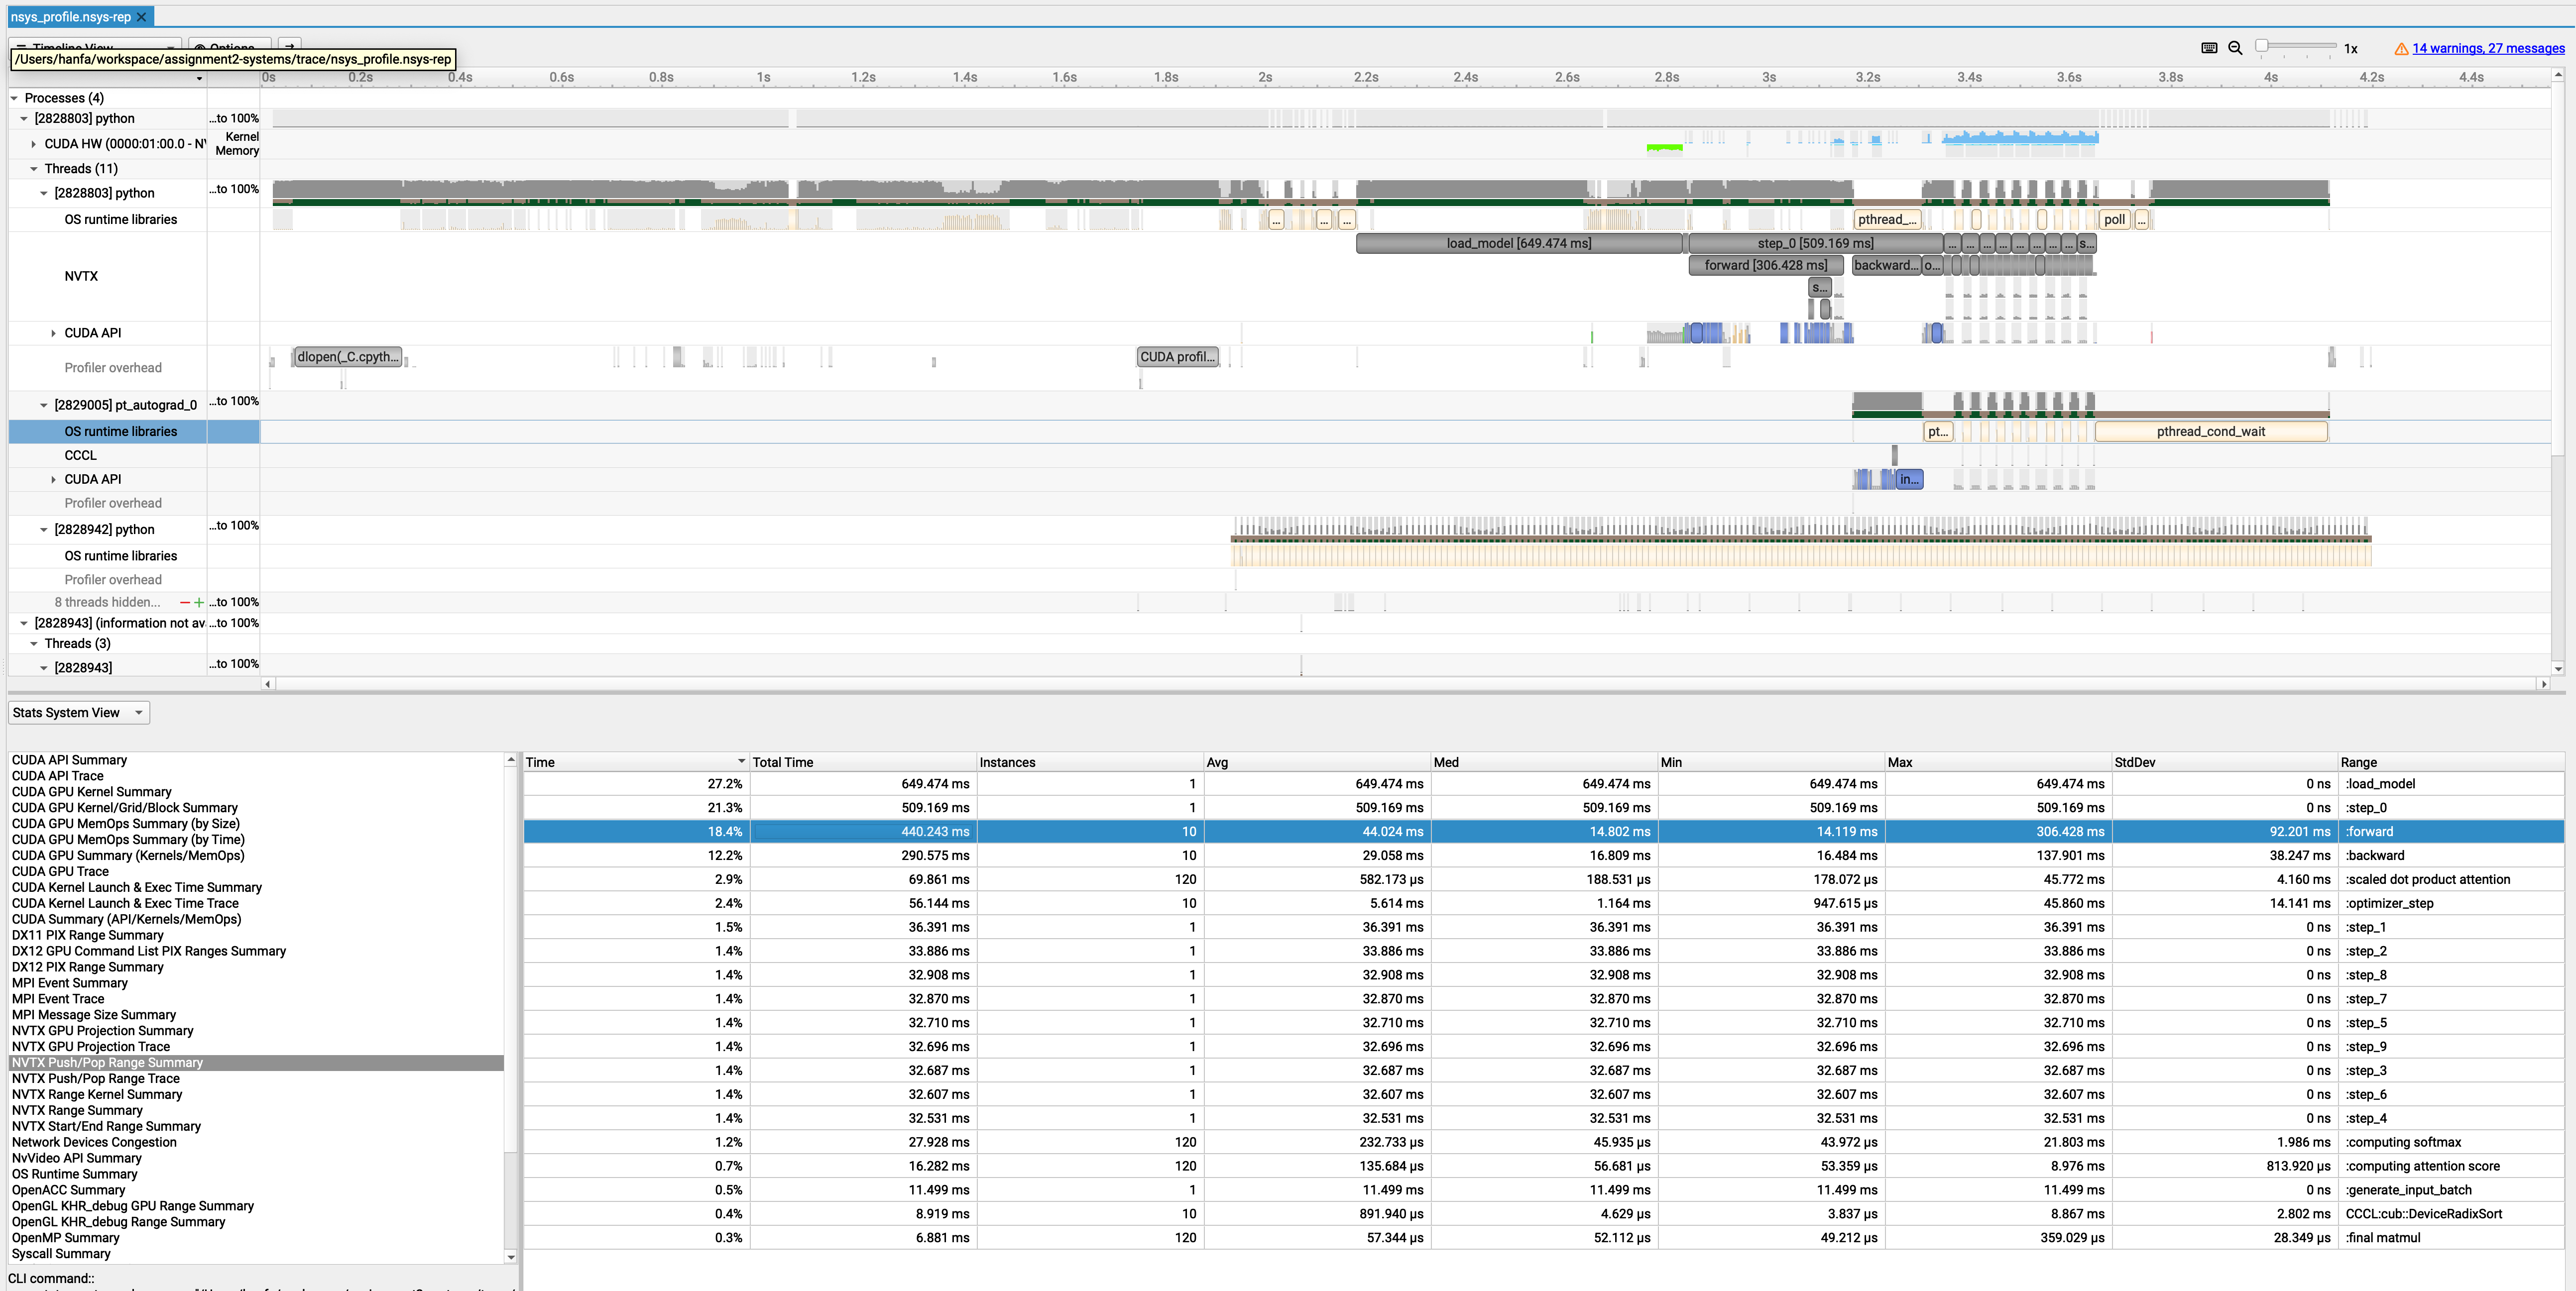 nsys_profile.nsys-rep
Timeline View Options
/Users/hanfa/workspace/assignment2-systems/trace/nsys_profile.nsys-rep
1x 14 warnings, 27 messages
0s 0.2s 0.4s 0.6s 0.8s 1s 1.2s 1.4s 1.6s 1.8s 2s 2.2s 2.4s 2.6s 2.8s 3s 3.2s 3.4s 3.6s 3.8s 4s 4.2s 4.4s
Processes (4)
[2828803] python ...to 100%
CUDA HW (0000:01:00.0 - N Kernel
Memory
Threads (11)
[2828803] python ...to 100%
OS runtime libraries ... ... ... pthread_... poll ...
load_model [649.474 ms] step_0 [509.169 ms] ... ... ... ... ... ... ... ... s...
NVTX forward [306.428 ms] backward... o...
s...
CUDA API
Profiler overhead dlopen(_C.cpyth... CUDA profil...
[2829005] pt_autograd_0 ...to 100%
OS runtime libraries pt... pthread_cond_wait
CCCL
CUDA API in...
Profiler overhead
[2828942] python ...to 100%
OS runtime libraries
Profiler overhead
8 threads hidden... ...to 100%
[2828943] (information not av ...to 100%
Threads (3)
[2828943] ...to 100%
Stats System View
CUDA API Summary
CUDA API Trace
CUDA GPU Kernel Summary
CUDA GPU Kernel/Grid/Block Summary
CUDA GPU MemOps Summary (by Size)
CUDA GPU MemOps Summary (by Time)
CUDA GPU Summary (Kernels/MemOps)
CUDA GPU Trace
CUDA Kernel Launch & Exec Time Summary
CUDA Kernel Launch & Exec Time Trace
CUDA Summary (API/Kernels/MemOps)
DX11 PIX Range Summary
DX12 GPU Command List PIX Ranges Summary
DX12 PIX Range Summary
MPI Event Summary
MPI Event Trace
MPI Message Size Summary
NVTX GPU Projection Summary
NVTX GPU Projection Trace
NVTX Push/Pop Range Summary
NVTX Push/Pop Range Trace
NVTX Range Kernel Summary
NVTX Range Summary
NVTX Start/End Range Summary
Network Devices Congestion
NvVideo API Summary
OS Runtime Summary
OpenACC Summary
OpenGL KHR_debug GPU Range Summary
OpenGL KHR_debug Range Summary
OpenMP Summary
Syscall Summary
CLI command::
Time Total Time Instances Avg Med Min Max StdDev Range
27.2% 649.474 ms 1 649.474 ms 649.474 ms 649.474 ms 649.474 ms 0 ns :load_model
21.3% 509.169 ms 1 509.169 ms 509.169 ms 509.169 ms 509.169 ms 0 ns :step_0
18.4% 440.243 ms 10 44.024 ms 14.802 ms 14.119 ms 306.428 ms 92.201 ms :forward
12.2% 290.575 ms 10 29.058 ms 16.809 ms 16.484 ms 137.901 ms 38.247 ms :backward
2.9% 69.861 ms 120 582.173 μs 188.531 μs 178.072 μs 45.772 ms 4.160 ms :scaled dot product attention
2.4% 56.144 ms 10 5.614 ms 1.164 ms 947.615 μs 45.860 ms 14.141 ms :optimizer_step
1.5% 36.391 ms 1 36.391 ms 36.391 ms 36.391 ms 36.391 ms 0 ns :step_1
1.4% 33.886 ms 1 33.886 ms 33.886 ms 33.886 ms 33.886 ms 0 ns :step_2
1.4% 32.908 ms 1 32.908 ms 32.908 ms 32.908 ms 32.908 ms 0 ns :step_8
1.4% 32.870 ms 1 32.870 ms 32.870 ms 32.870 ms 32.870 ms 0 ns :step_7
1.4% 32.710 ms 1 32.710 ms 32.710 ms 32.710 ms 32.710 ms 0 ns :step_5
1.4% 32.696 ms 1 32.696 ms 32.696 ms 32.696 ms 32.696 ms 0 ns :step_9
1.4% 32.687 ms 1 32.687 ms 32.687 ms 32.687 ms 32.687 ms 0 ns :step_3
1.4% 32.607 ms 1 32.607 ms 32.607 ms 32.607 ms 32.607 ms 0 ns :step_6
1.4% 32.531 ms 1 32.531 ms 32.531 ms 32.531 ms 32.531 ms 0 ns :step_4
1.2% 27.928 ms 120 232.733 μs 45.935 μs 43.972 μs 21.803 ms 1.986 ms :computing softmax
0.7% 16.282 ms 120 135.684 μs 56.681 μs 53.359 μs 8.976 ms 813.920 μs :computing attention score
0.5% 11.499 ms 1 11.499 ms 11.499 ms 11.499 ms 11.499 ms 0 ns :generate_input_batch
0.4% 8.919 ms 10 891.940 μs 4.629 μs 3.837 μs 8.867 ms 2.802 ms CCCL:cub::DeviceRadixSort
0.3% 6.881 ms 120 57.344 μs 52.112 μs 49.212 μs 359.029 μs 28.349 μs :final matmul